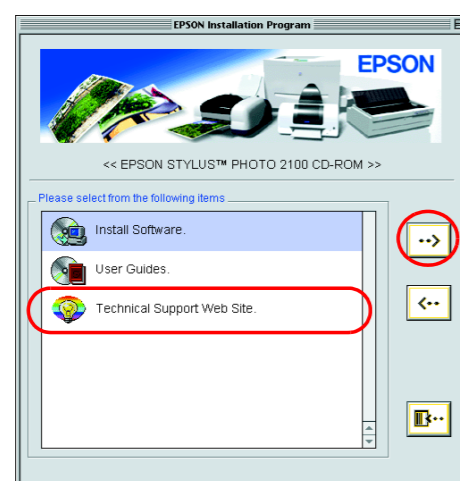 EPSON Installation Program
EPSON
<< EPSON STYLUS™ PHOTO 2100 CD-ROM >>
Please select from the following items
Install Software.
User Guides.
Technical Support Web Site.